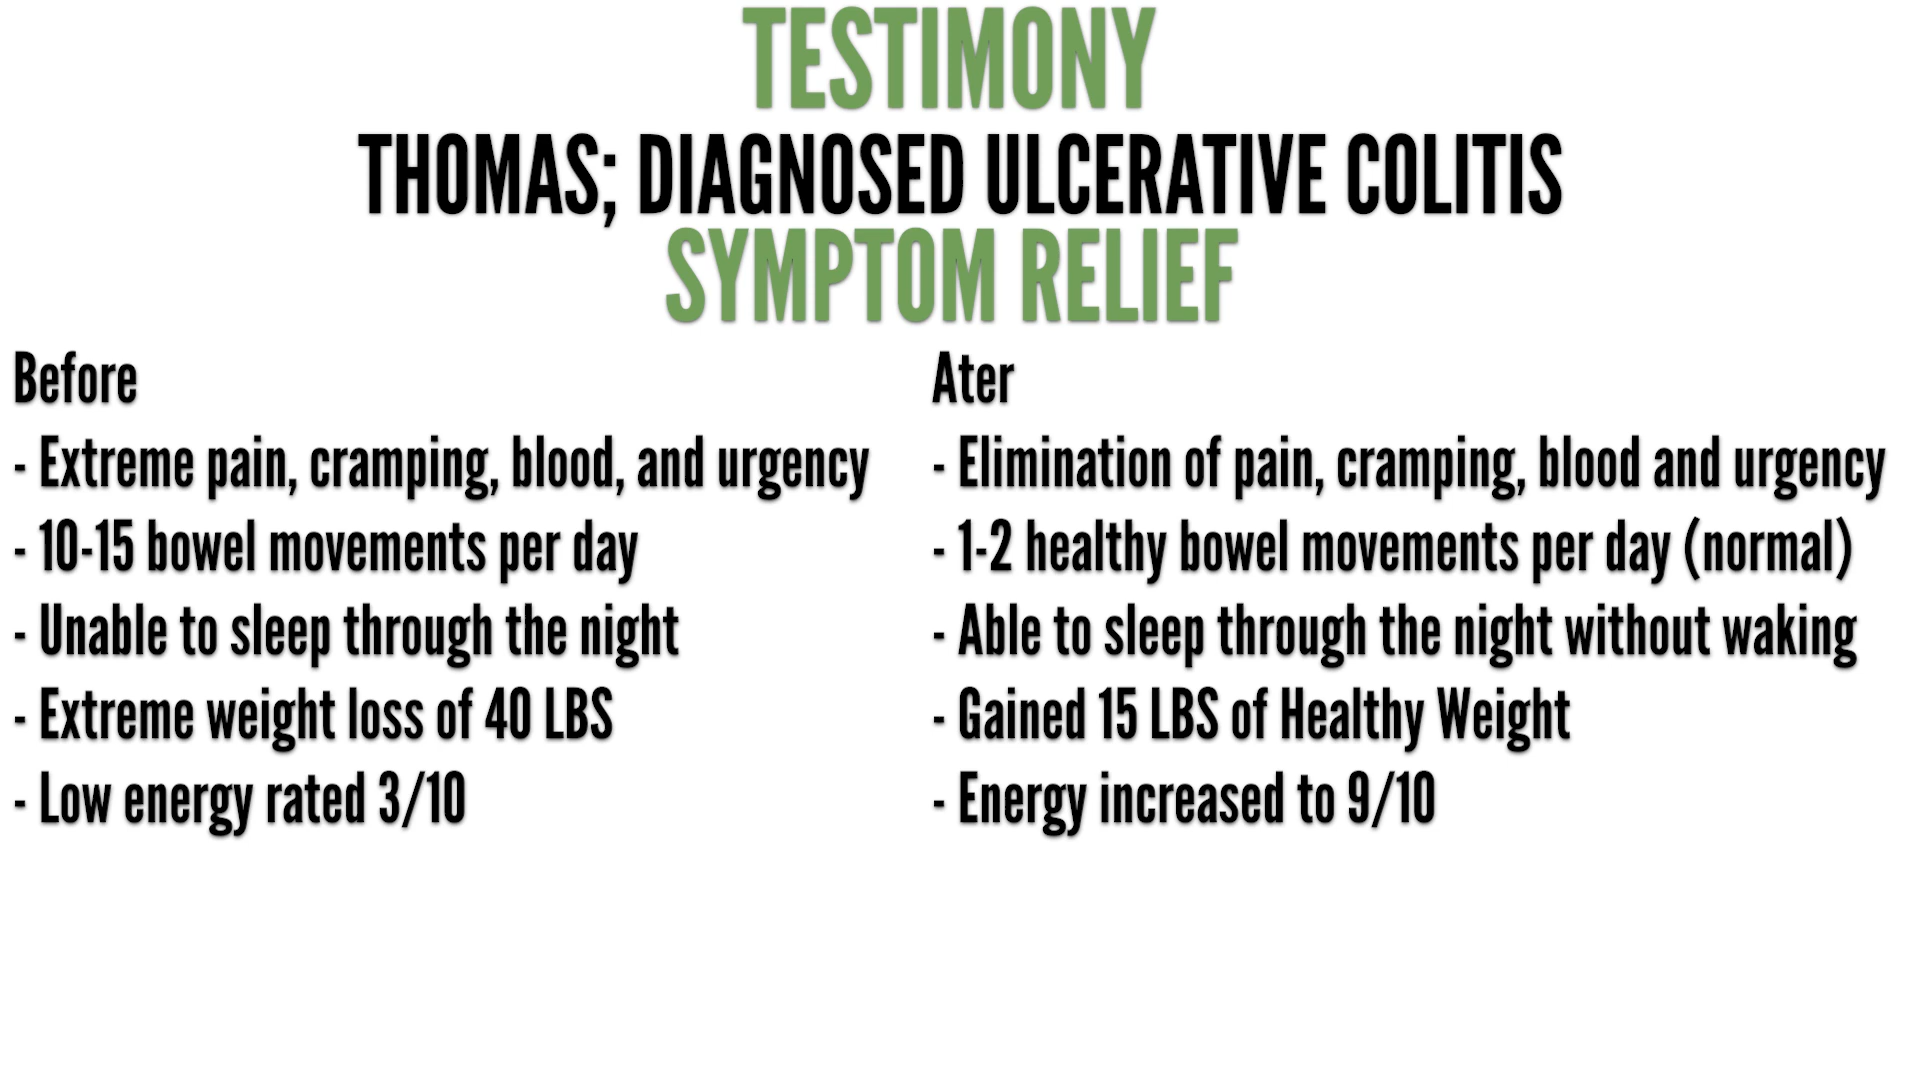 TESTIMONY
THOMAS; DIAGNOSED ULCERATIVE COLITIS
SYMPTOM RELIEF
Before
- Extreme pain, cramping, blood, and urgency
- 10-15 bowel movements per day
- Unable to sleep through the night
- Extreme weight loss of 40 LBS
- Low energy rated 3/10
Ater
- Elimination of pain, cramping, blood and urgency
- 1-2 healthy bowel movements per day (normal)
- Able to sleep through the night without waking
- Gained 15 LBS of Healthy Weight
- Energy increased to 9/10